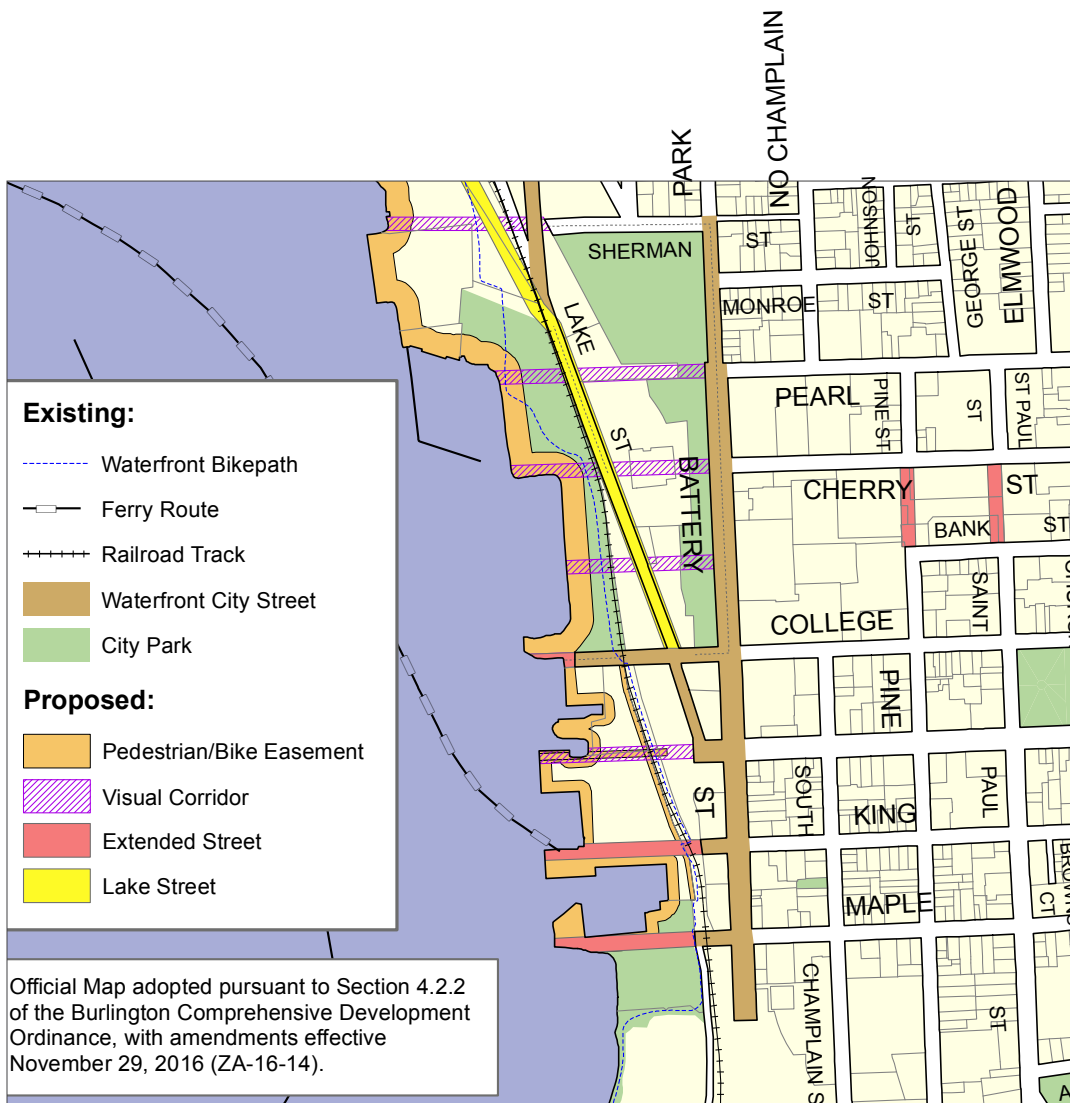 NO CHAMPLAIN
PARK
JOHNSON
ST
GEORGE ST
ELMWOOD
SHERMAN
ST
MONROE
ST
LAKE
ST
PEARL
PINE ST
ST
ST PAUL
BATTERY
CHERRY
ST
BANK
ST
SAINT
COLLEGE
PINE
ST
SOUTH
KING
PAUL
MAPLE
CT
CHAMPLAIN S
ST
A
Existing:
Waterfront Bikepath
Ferry Route
Railroad Track
Waterfront City Street
City Park
Proposed:
Pedestrian/Bike Easement
Visual Corridor
Extended Street
Lake Street
Official Map adopted pursuant to Section 4.2.2
of the Burlington Comprehensive Development
Ordinance, with amendments effective
November 29, 2016 (ZA-16-14).